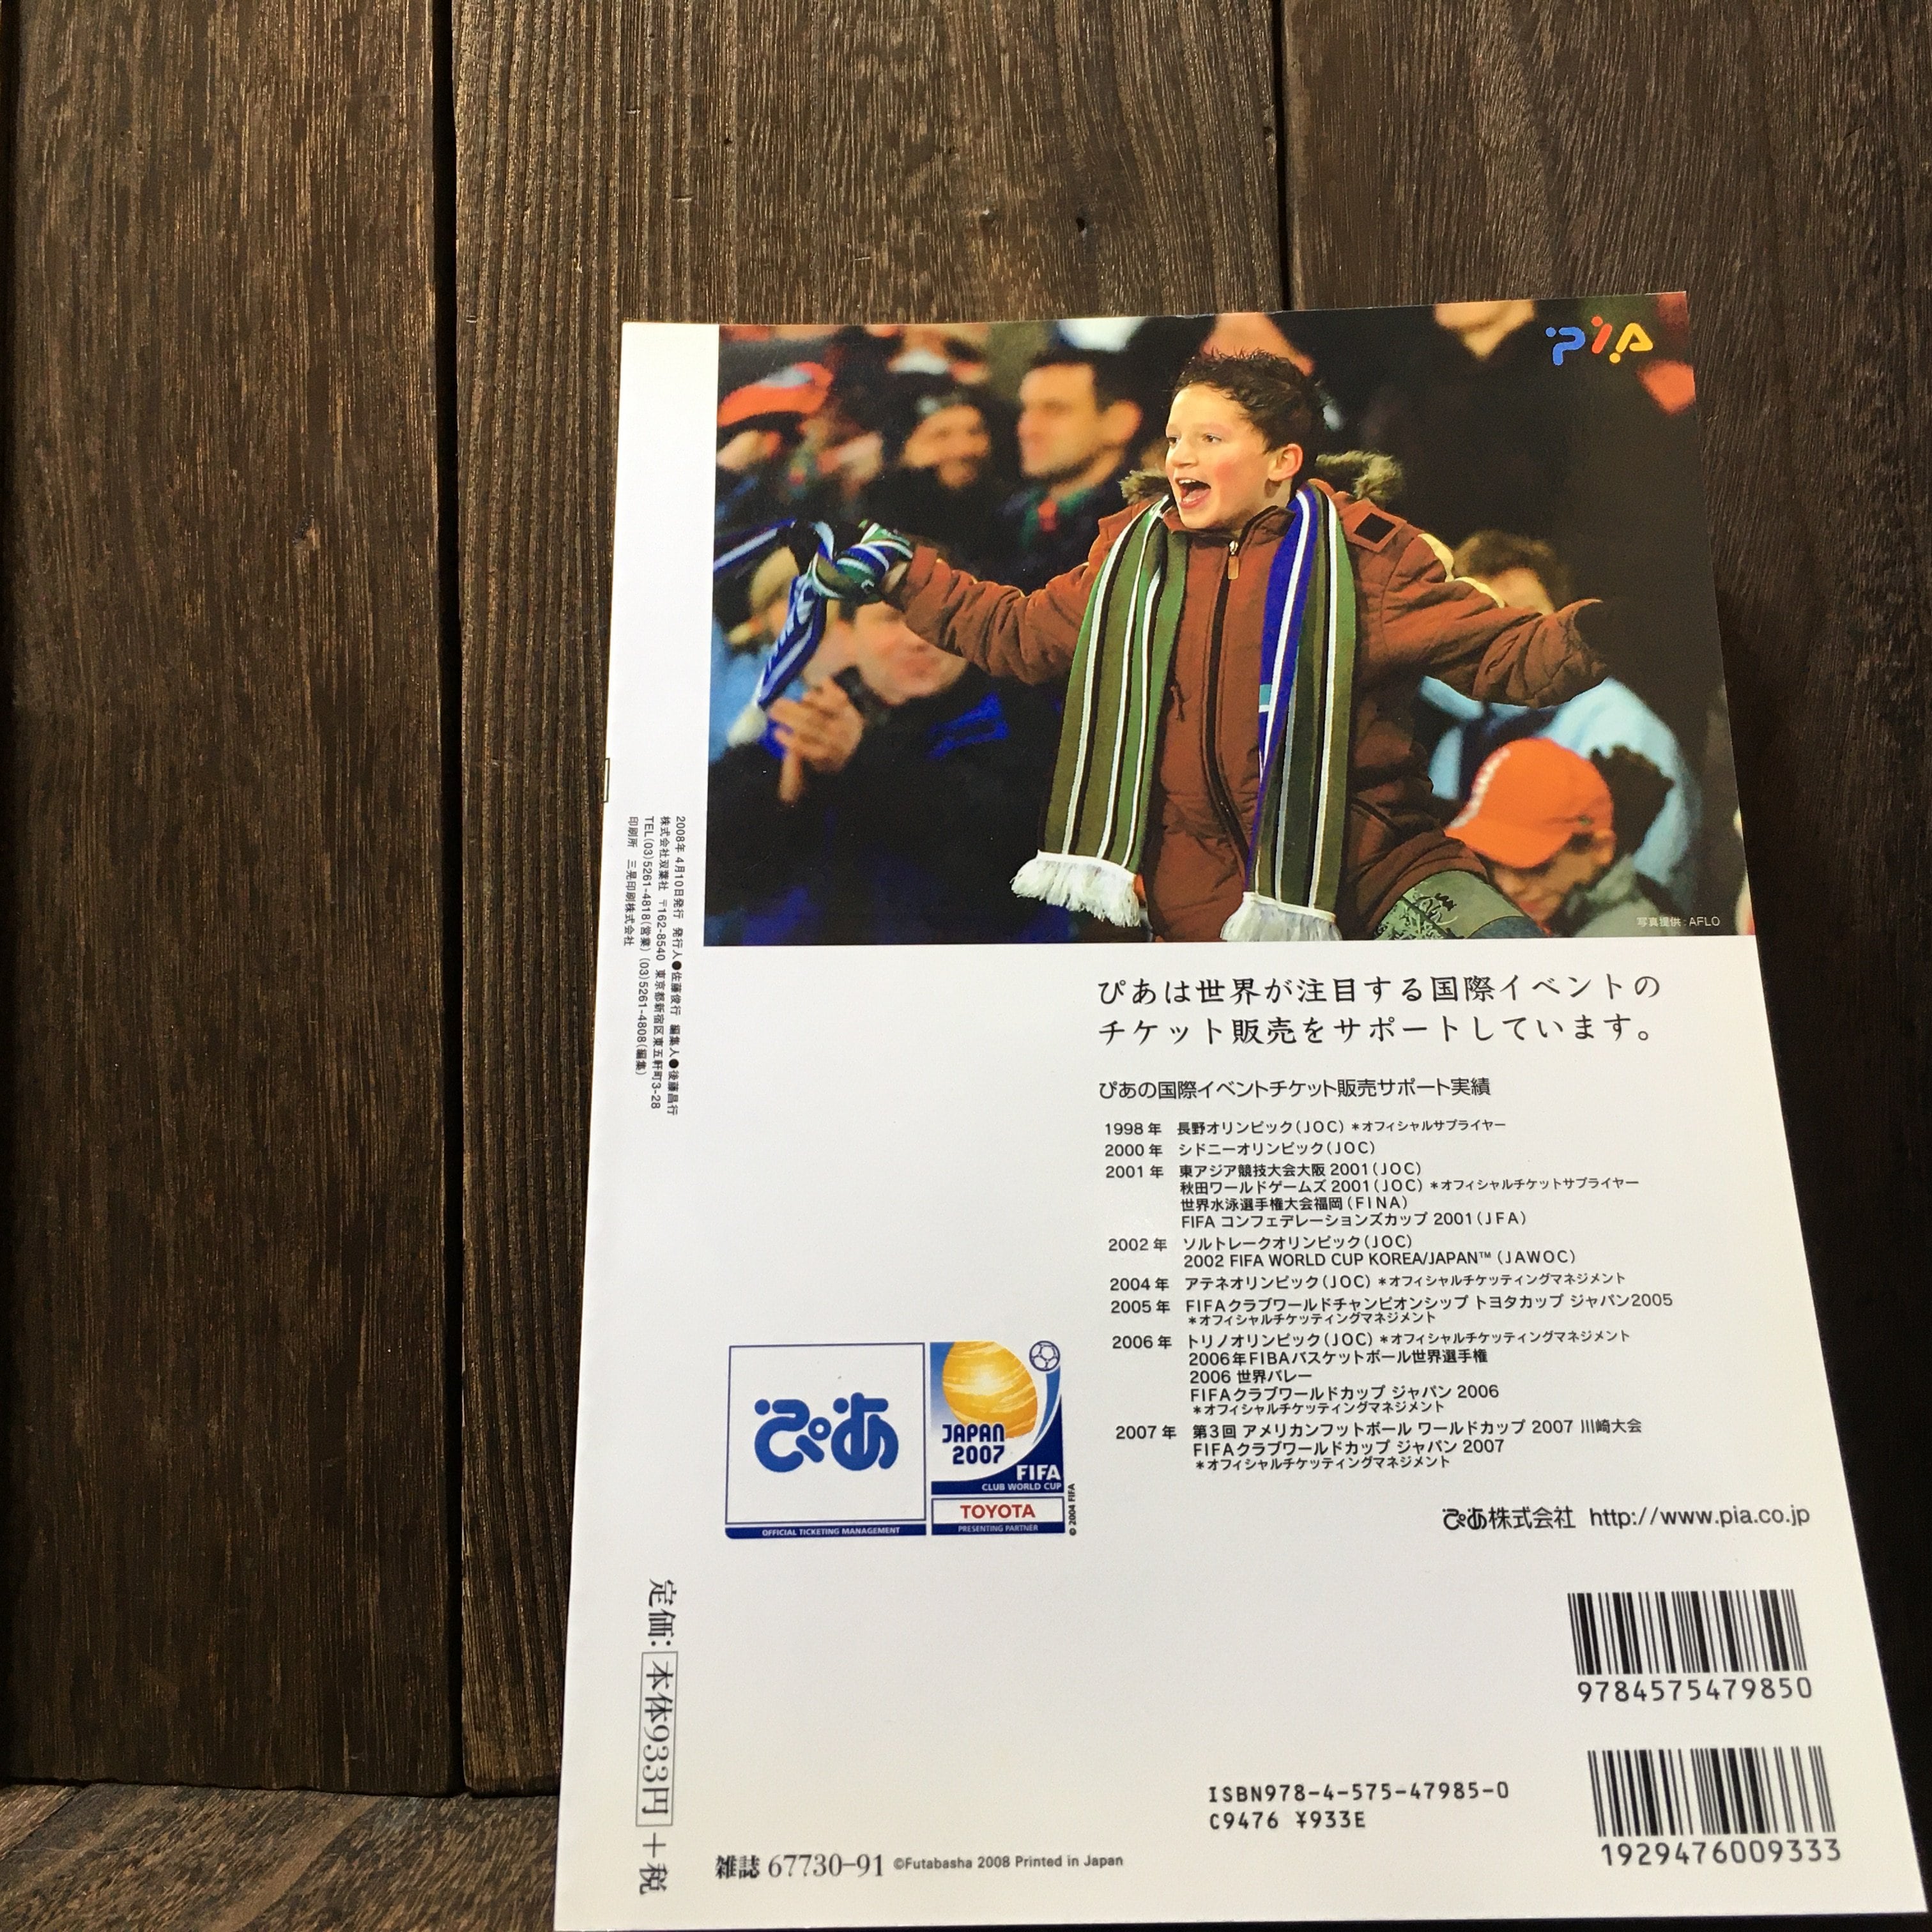 PIA
写真提供:AFLO
ぴあは世界が注目する国際イベントの
チケット販売をサポートしています。
ぴあの国際イベントチケット販売サポート実績
1998年 長野オリンピック(JOC) *オフィシャルサプライヤー
2000年 シドニーオリンピック(JOC)
2001年 東アジア競技大会大阪 2001(JOC)
秋田ワールドゲームズ 2001(JOC) *オフィシャルチケットサプライヤー
世界水泳選手権大会福岡(FINA)
FIFA コンフェデレーションズカップ 2001(JFA)
2002年 ソルトレークオリンピック(JOC)
2002 FIFA WORLD CUP KOREA/JAPAN™ (JAWOC)
2004年 アテネオリンピック(JOC) *オフィシャルチケッティングマネジメント
2005年 FIFAクラブワールドチャンピオンシップ トヨタカップ ジャパン2005
*オフィシャルチケッティングマネジメント
2006年 トリノオリンピック(JOC) *オフィシャルチケッティングマネジメント
2006年FIBAバスケットボール世界選手権
2006 世界バレー
FIFAクラブワールドカップ ジャパン 2006
*オフィシャルチケッティングマネジメント
2007年 第3回 アメリカンフットボール ワールドカップ 2007 川崎大会
FIFAクラブワールドカップ ジャパン 2007
*オフィシャルチケッティングマネジメント
ぴあ株式会社 http://www.pia.co.jp
ぴあ
OFFICIAL TICKETING MANAGEMENT
JAPAN
2007
FIFA
CLUB WORLD CUP
TOYOTA
PRESENTING PARTNER
© 2004 FIFA
2008年 4月10日発行 発行人●佐藤俊行 編集人●後藤昌行
株式会社双葉社 〒162-8540 東京都新宿区東五軒町3-28
TEL(03)5261-4818(営業) (03)5261-4808(編集)
印刷所 三晃印刷株式会社
定価:本体933円+税
9784575479850
ISBN978-4-575-47985-0
C9476 ¥933E
1929476009333
雑誌 67730-91 ©Futabasha 2008 Printed in Japan